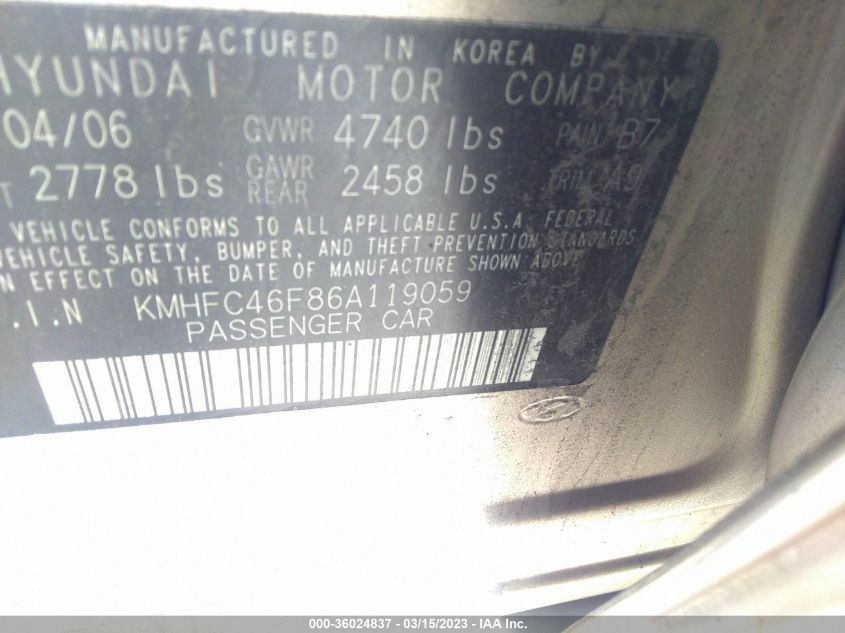 MANUFACTURED IN KOREA BY
HYUNDAI MOTOR COMPANY
04/06 GVWR 4740 lbs PAINT B7
T 2778 lbs GAWR REAR 2458 lbs TRIM A9
VEHICLE CONFORMS TO ALL APPLICABLE U.S.A. FEDERAL
VEHICLE SAFETY, BUMPER, AND THEFT PREVENTION STANDARDS
N EFFECT ON THE DATE OF MANUFACTURE SHOWN ABOVE
.I.N KMHFC46F86A119059
PASSENGER CAR
000-36024837 - 03/15/2023 - IAA Inc.